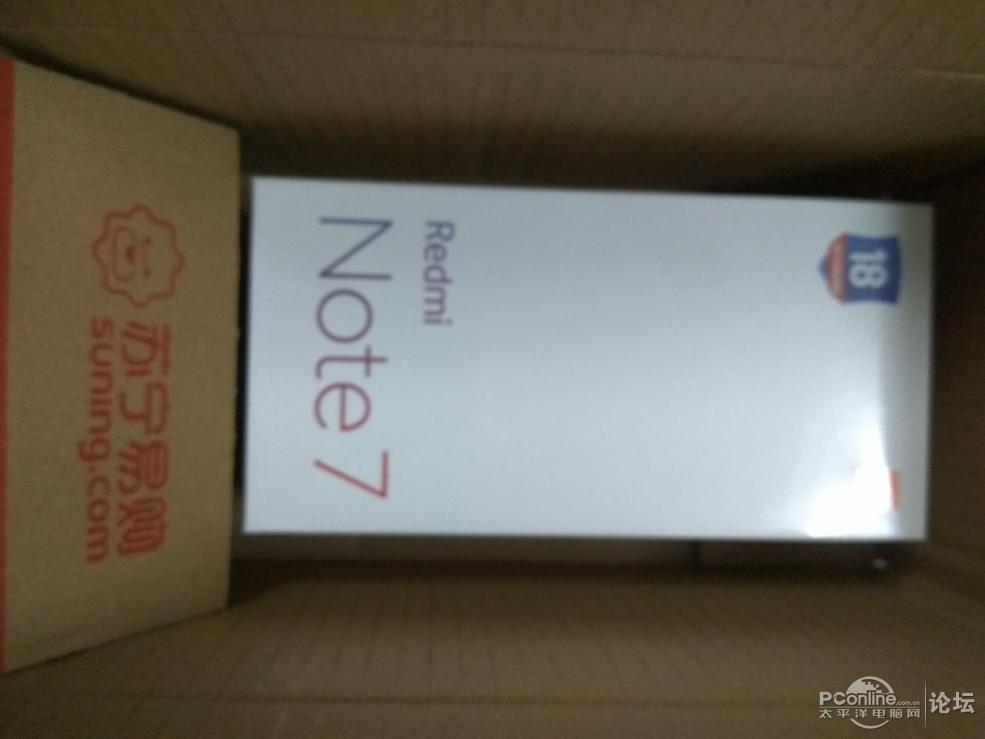 苏宁易购
suning.com
Redmi
Note 7
18
PConline.com.cn
太平洋电脑网
论坛